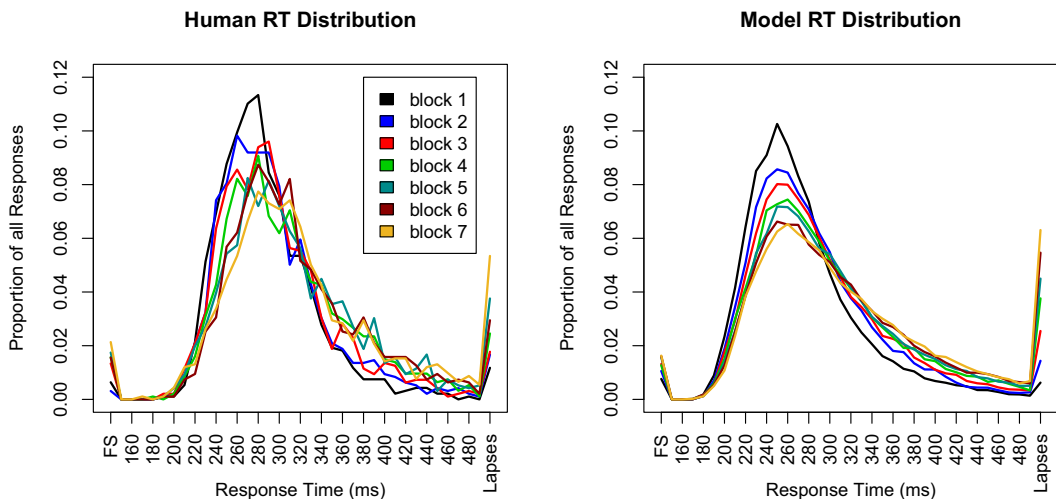 Human RT Distribution
Proportion of all Responses
0.12
0.10
0.08
0.06
0.04
0.02
0.00
block 1
block 2
block 3
block 4
block 5
block 6
block 7
FS 160 180 200 220 240 260 280 300 320 340 360 380 400 420 440 460 480 Lapses
Response Time (ms)
Model RT Distribution
Proportion of all Responses
0.12
0.10
0.08
0.06
0.04
0.02
0.00
FS 160 180 200 220 240 260 280 300 320 340 360 380 400 420 440 460 480 Lapses
Response Time (ms)